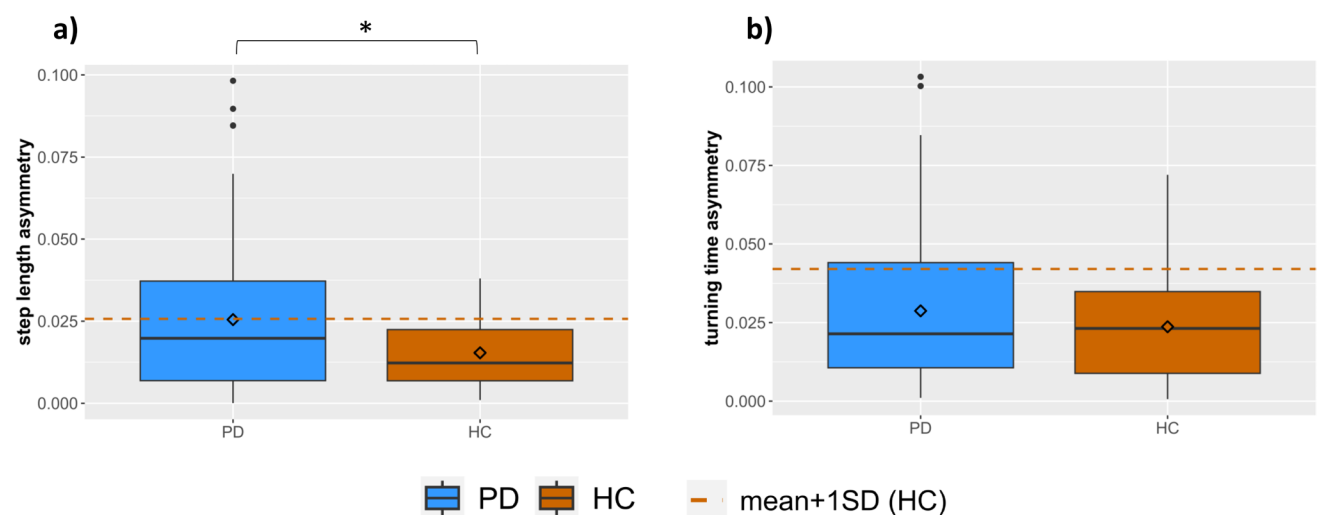 a)
*
b)
step length asymmetry
0.100
0.075
0.050
0.025
0.000
PD
HC
turning time asymmetry
0.100
0.075
0.050
0.025
0.000
PD
HC
PD HC mean+1SD (HC)